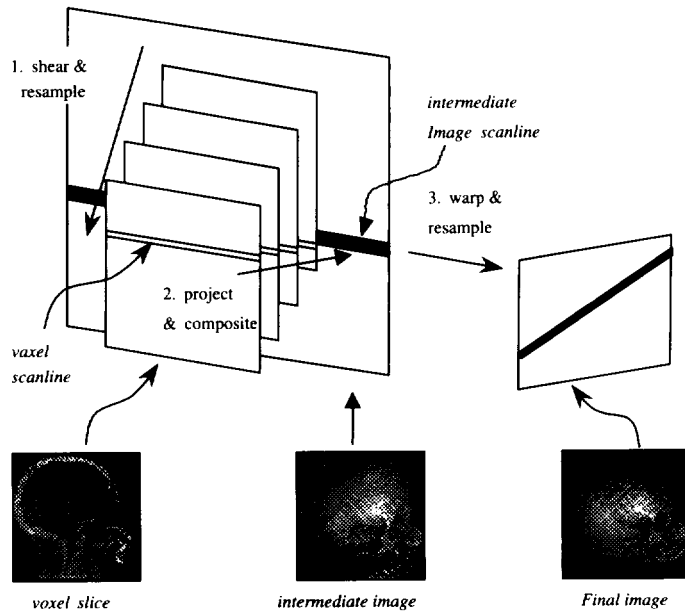 1. shear &
resample
intermediate
Image scanline
3. warp &
resample
2. project
& composite
vaxel
scanline
voxel slice
intermediate image
Final image